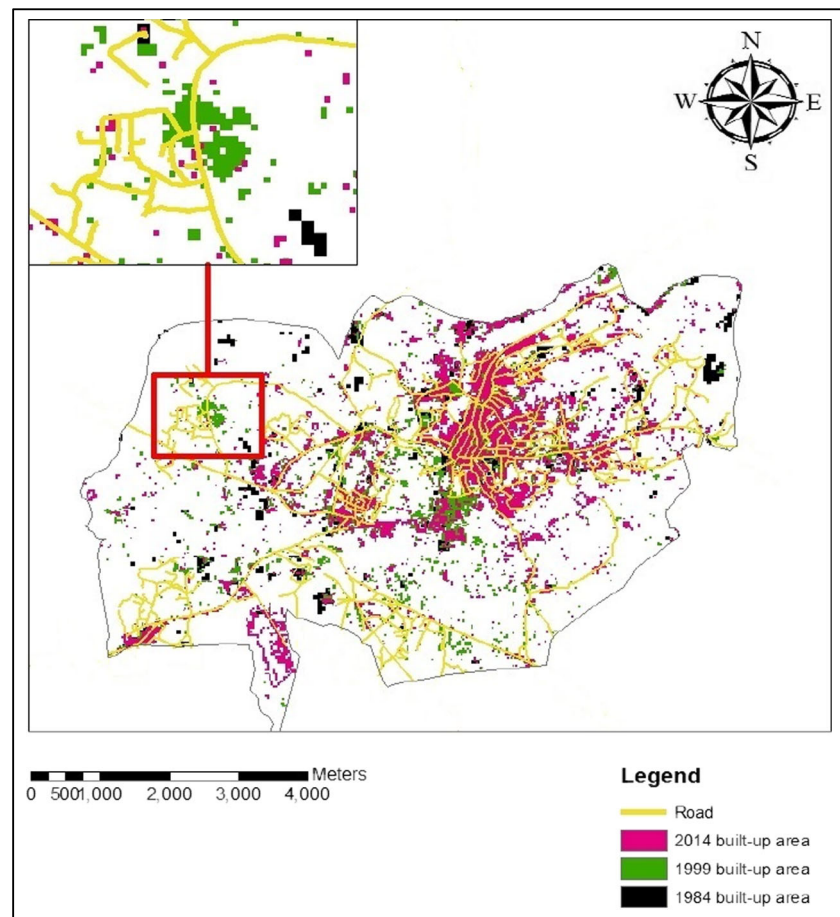 N
W E
S
Meters
0 5001,000 2,000 3,000 4,000
Legend
Road
2014 built-up area
1999 built-up area
1984 built-up area